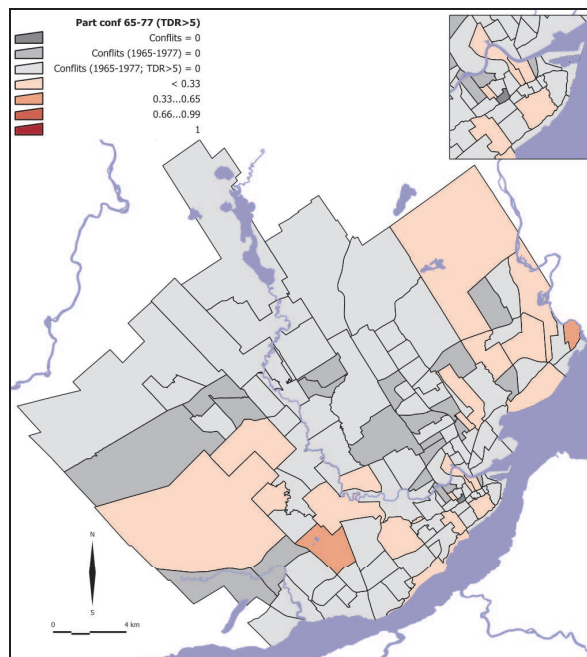 Part conf 65-77 (TDR>5)
Conflits = 0
Conflits (1965-1977) = 0
Conflits (1965-1977; TDR>5) = 0
< 0.33
0.33...0.65
0.66...0.99
1
N
S
0 4 km